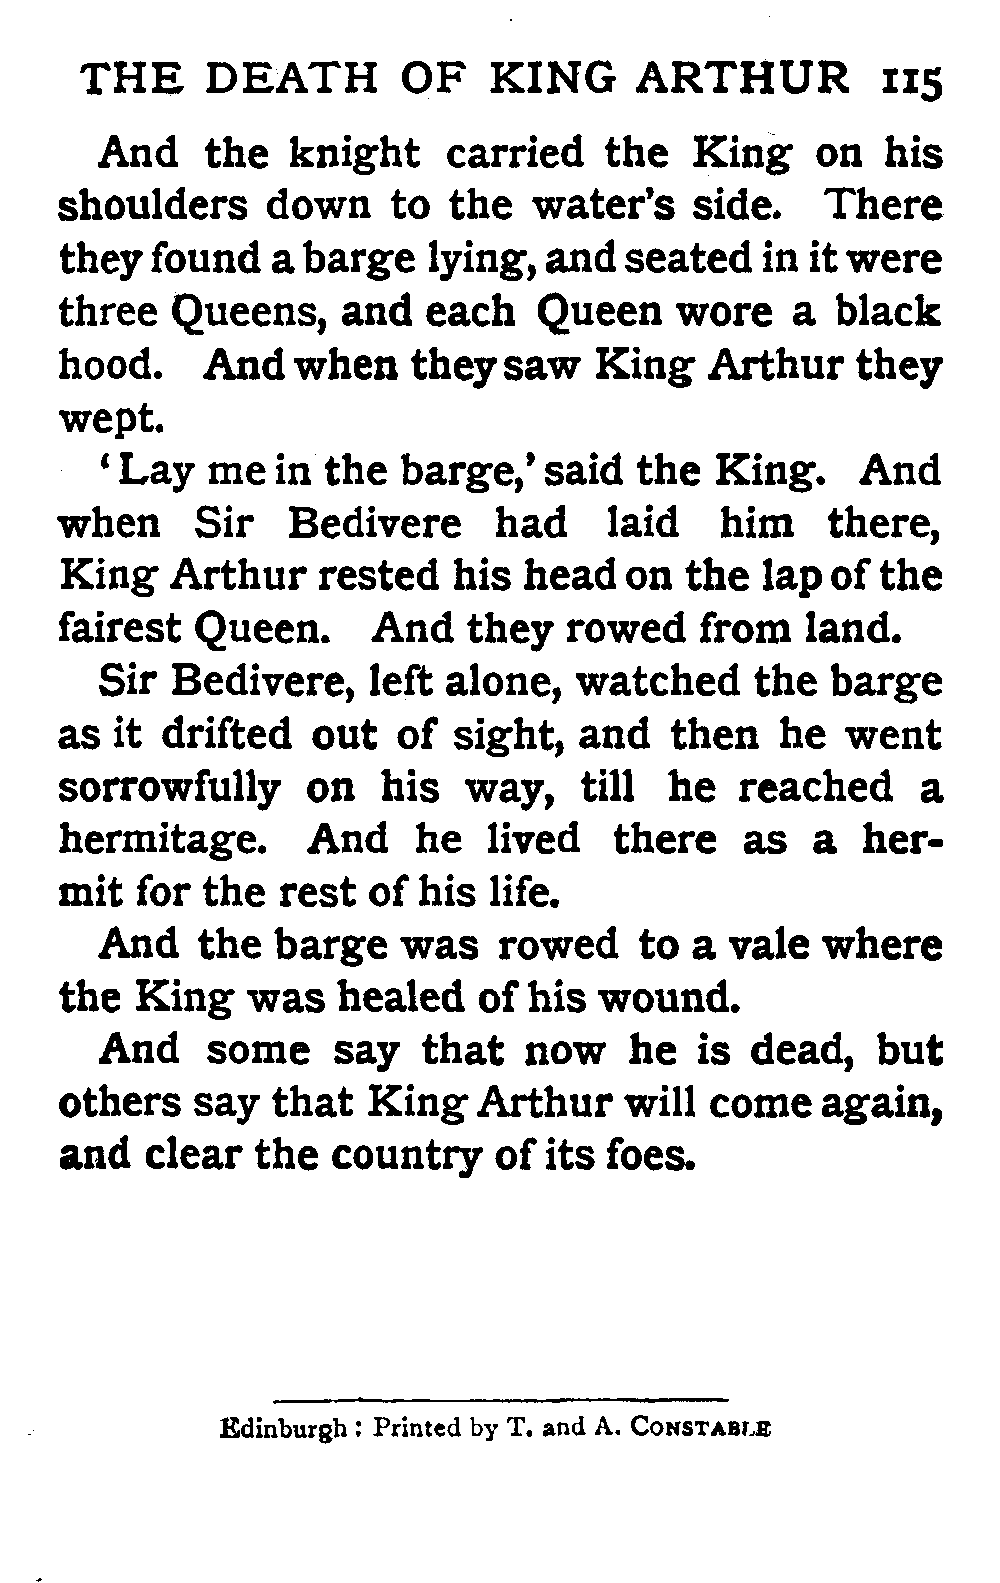 THE DEATH OF KING ARTHUR 115
And the knight carried the King on his
shoulders down to the water's side. There
they found a barge lying, and seated in it were
three Queens, and each Queen wore a black
hood. And when they saw King Arthur they
wept.
‘Lay me in the barge,’ said the King. And
when Sir Bedivere had laid him there,
King Arthur rested his head on the lap of the
fairest Queen. And they rowed from land.
Sir Bedivere, left alone, watched the barge
as it drifted out of sight, and then he went
sorrowfully on his way, till he reached a
hermitage. And he lived there as a her-
mit for the rest of his life.
And the barge was rowed to a vale where
the King was healed of his wound.
And some say that now he is dead, but
others say that King Arthur will come again,
and clear the country of its foes.
Edinburgh : Printed by T. and A. CONSTABLE